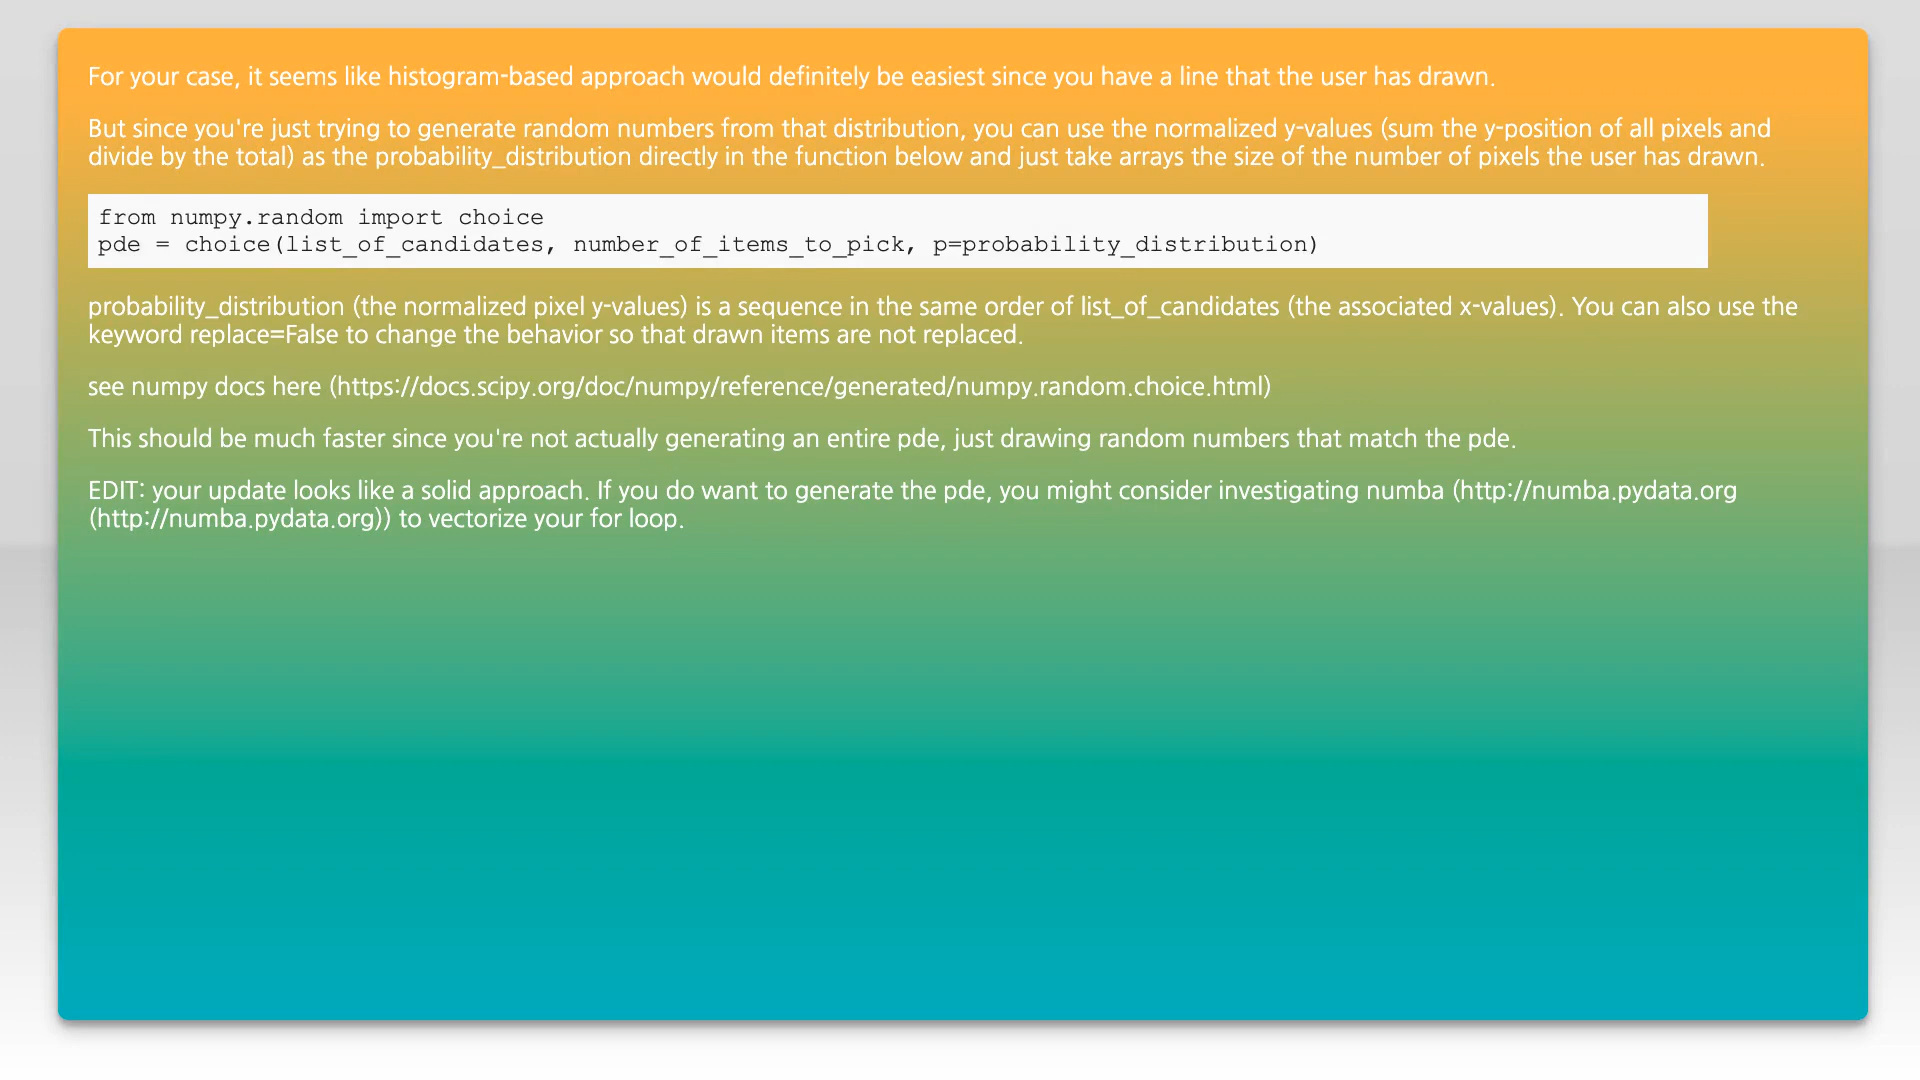 For your case, it seems like histogram-based approach would definitely be easiest since you have a line that the user has drawn.
But since you're just trying to generate random numbers from that distribution, you can use the normalized y-values (sum the y-position of all pixels and
divide by the total) as the probability_distribution directly in the function below and just take arrays the size of the number of pixels the user has drawn.
from numpy.random import choice
pde = choice(list_of_candidates, number_of_items_to_pick, p=probability_distribution)
probability_distribution (the normalized pixel y-values) is a sequence in the same order of list_of_candidates (the associated x-values). You can also use the
keyword replace=False to change the behavior so that drawn items are not replaced.
see numpy docs here (https://docs.scipy.org/doc/numpy/reference/generated/numpy.random.choice.html)
This should be much faster since you're not actually generating an entire pde, just drawing random numbers that match the pde.
EDIT: your update looks like a solid approach. If you do want to generate the pde, you might consider investigating numba (http://numba.pydata.org
(http://numba.pydata.org)) to vectorize your for loop.